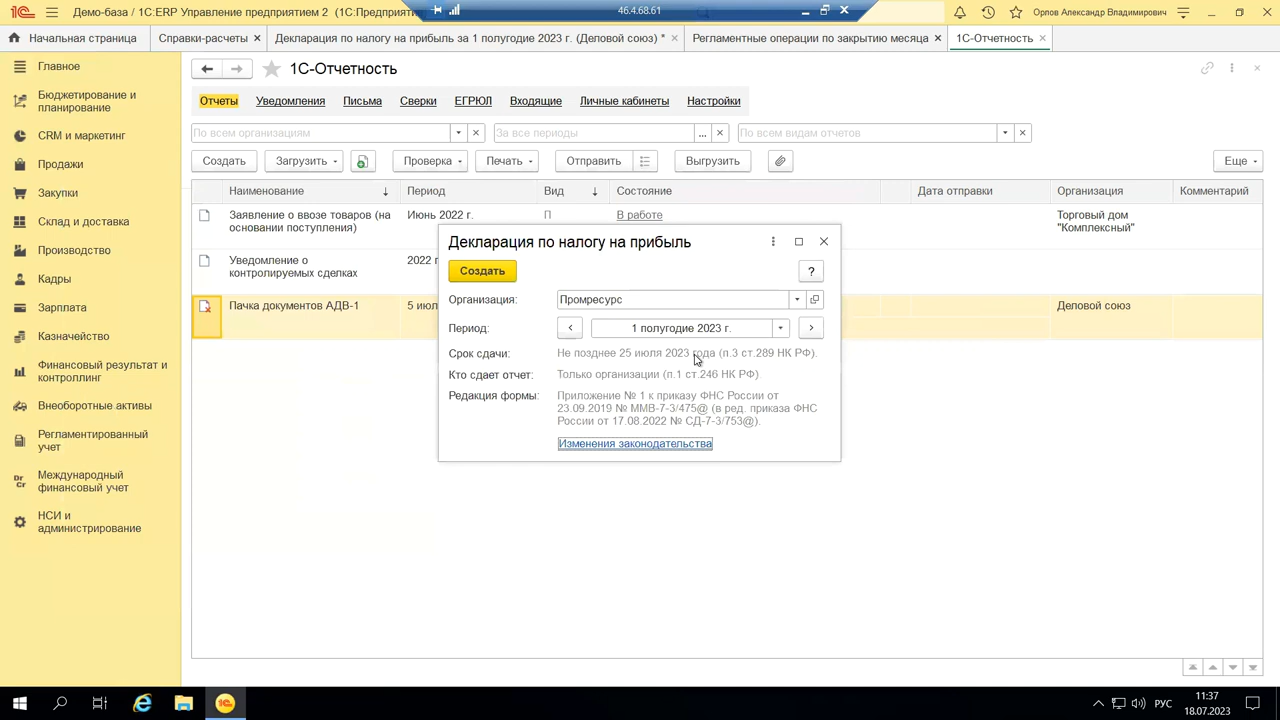 Демо-база / 1С:ERP Управление предприятием 2 (1С:Предприятие
46.4.68.61
Орлов Александр Владимирович
Начальная страница
Справки-расчеты
Декларация по налогу на прибыль за 1 полугодие 2023 г. (Деловой союз) *
Регламентные операции по закрытию месяца
1С-Отчетность
Главное
Бюджетирование и
планирование
CRM и маркетинг
Продажи
Закупки
Склад и доставка
Производство
Кадры
Зарплата
Казначейство
Финансовый результат и
контроллинг
Внеоборотные активы
Регламентированный
учет
Международный
финансовый учет
НСИ и
администрирование
1С-Отчетность
Отчеты Уведомления Письма Сверки ЕГРЮЛ Входящие Личные кабинеты Настройки
По всем организациям За все периоды ... По всем видам отчетов
Создать Загрузить Проверка Печать Отправить Выгрузить Еще
Наименование Период Вид Состояние Дата отправки Организация Комментарий
Заявление о ввозе товаров (на
основании поступления)
Июнь 2022 г. П В работе
Торговый дом
"Комплексный"
Уведомление о
контролируемых сделках
2022 г
Пачка документов АДВ-1 5 июл Деловой союз
Декларация по налогу на прибыль
Создать ?
Организация: Промресурс
Период: 1 полугодие 2023 г.
Срок сдачи: Не позднее 25 июля 2023 года (п.3 ст.289 НК РФ).
Кто сдает отчет: Только организации (п.1 ст.246 НК РФ)
Редакция формы: Приложение № 1 к приказу ФНС России от
23.09.2019 № ММВ-7-3/475@ (в ред. приказа ФНС
России от 17.08.2022 № СД-7-3/753@).
Изменения законодательства
РУС
11:37
18.07.2023